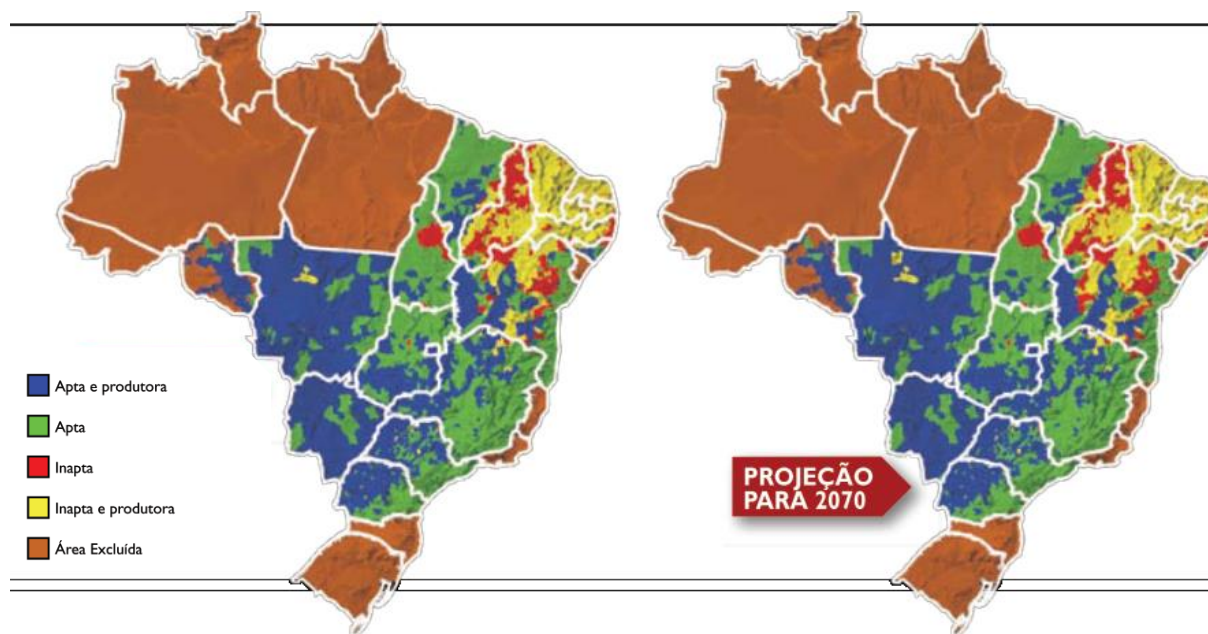 Apta e produtora
Apta
Inapta
Inapta e produtora
Área Excluída
PROJEÇÃO
PARA 2070